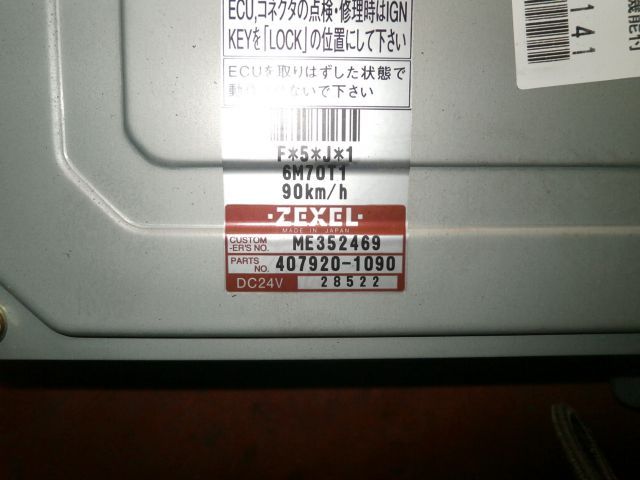 ECU,コネクタの点検・修理時はIGN
KEYを「LOCK」の位置にして下さい
ECUを取りはずした状態で
ないで下さい
F*5*J*1
6M70T1
90km/h
·ZEXEL·
MADE IN JAPAN
CUSTOM
-ER'S NO. ME352469
PARTS
NO. 407920-1090
DC24V 28522
141